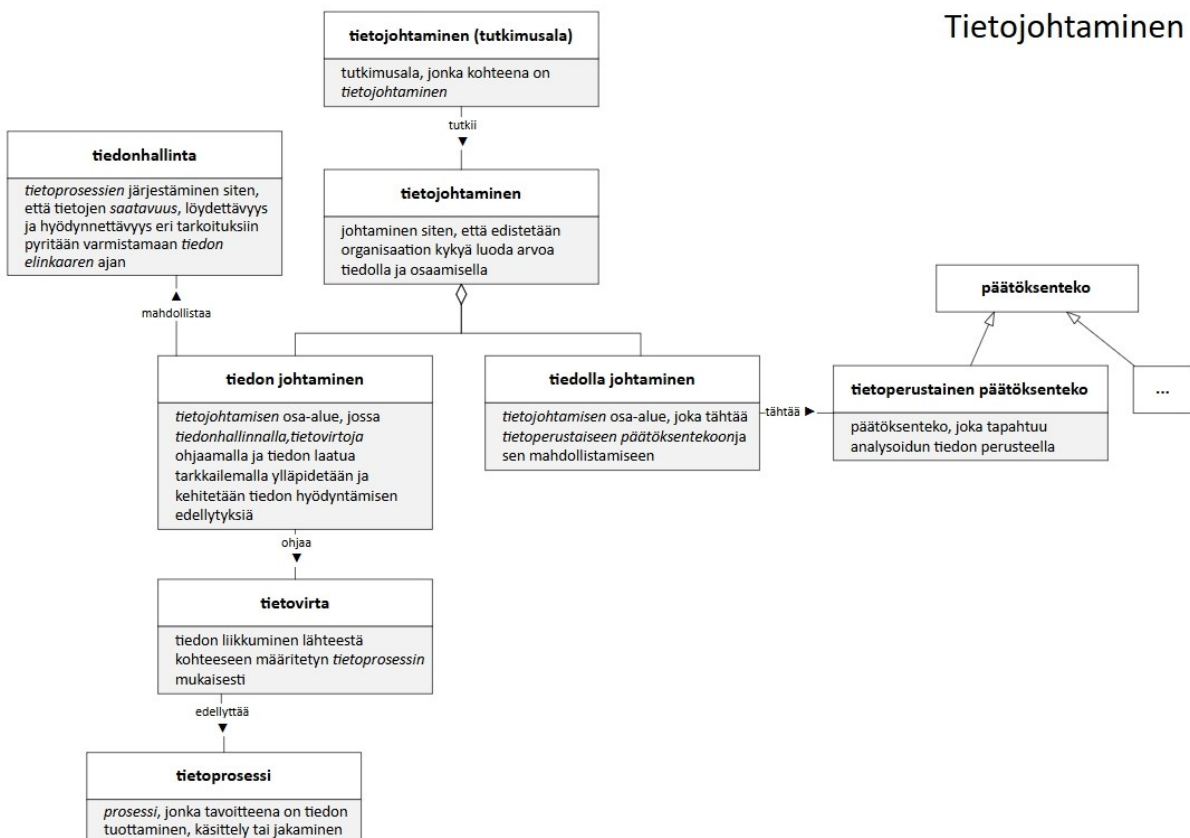 Tietojohtaminen
tietojohtaminen (tutkimusala)
tutkimusala, jonka kohteena on
tietojohtaminen
tutkii
tiedonhallinta
tietoprosessien järjestäminen siten,
että tietojen saatavuus, löydettävyys
ja hyödynnettävyys eri tarkoituksiin
pyritään varmistamaan tiedon
elinkaaren ajan
tietojohtaminen
johtaminen siten, että edistetään
organisaation kykyä luoda arvoa
tiedolla ja osaamisella
mahdollistaa
päätöksenteko
tiedon johtaminen
tietojohtamisen osa-alue, jossa
tiedonhallinnalla,tietovirtoja
ohjaamalla ja tiedon laatua
tarkkailemalla ylläpidetään ja
kehitetään tiedon hyödyntämisen
edellytyksiä
tiedolla johtaminen
tietojohtamisen osa-alue, joka tähtää
tietoperustaiseen päätöksentekoonja
sen mahdollistamiseen
tähtää
tietoperustainen päätöksenteko
päätöksenteko, joka tapahtuu
analysoidun tiedon perusteella
...
ohjaa
tietovirta
tiedon liikkuminen lähteestä
kohteeseen määritetyn tietoprosessin
mukaisesti
edellyttää
tietoprosessi
prosessi, jonka tavoitteena on tiedon
tuottaminen, käsittely tai jakaminen